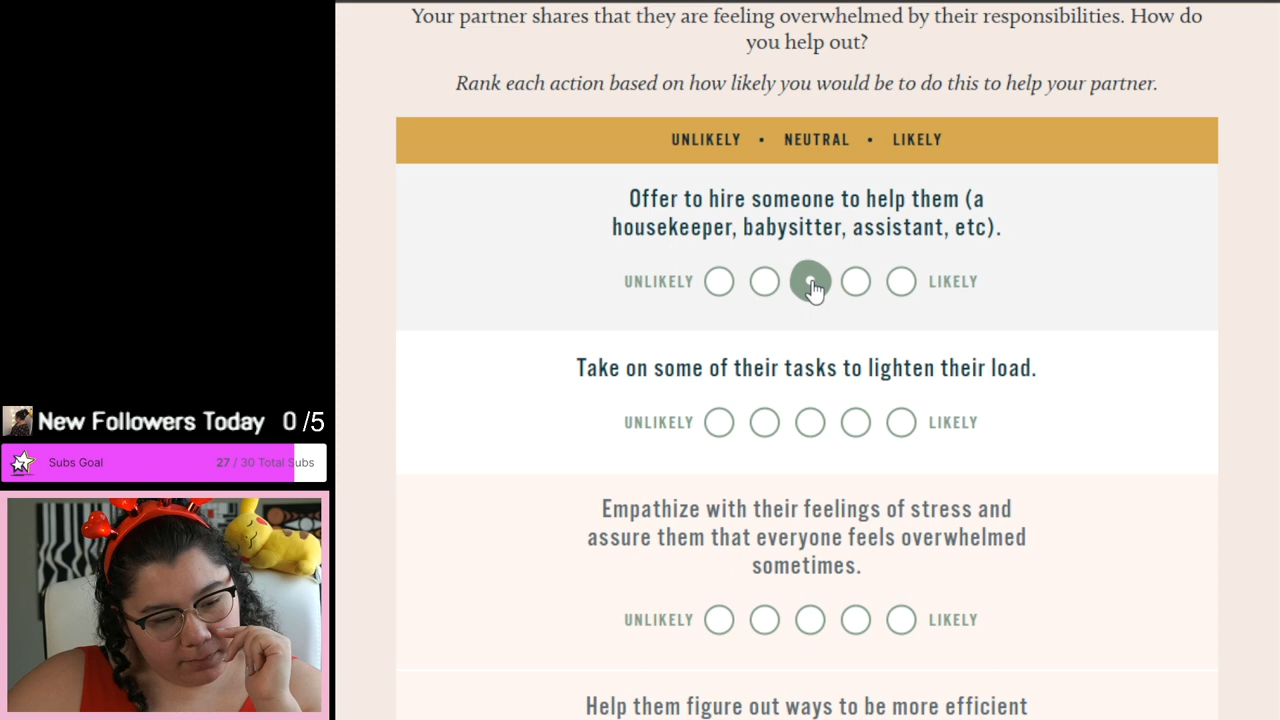 Your partner shares that they are feeling overwhelmed by their responsibilities. How do
you help out?
Rank each action based on how likely you would be to do this to help your partner.
UNLIKELY • NEUTRAL • LIKELY
Offer to hire someone to help them (a
housekeeper, babysitter, assistant, etc).
UNLIKELY LIKELY
Take on some of their tasks to lighten their load.
UNLIKELY LIKELY
Empathize with their feelings of stress and
assure them that everyone feels overwhelmed
sometimes.
UNLIKELY LIKELY
Help them figure out ways to be more efficient
New Followers Today 0 /5
Subs Goal 27 / 30 Total Subs